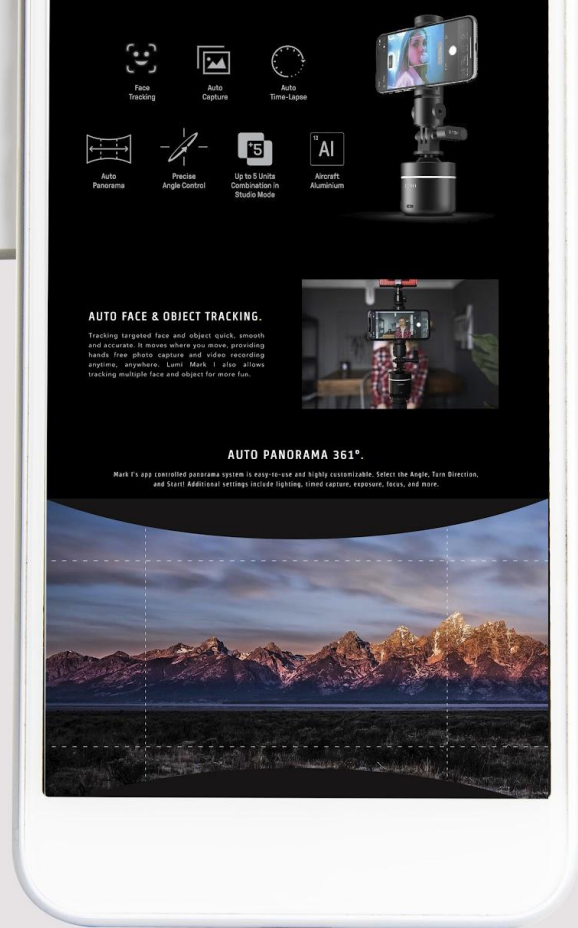 Face
Tracking
Auto
Capture
Auto
Time-Lapse
Auto
Panorama
Precise
Angle Control
+5
Up to 5 Units
Combination in
Studio Mode
13
Al
Aircraft
Aluminium
AUTO FACE & OBJECT TRACKING.
Tracking targeted face and object quick, smooth
and accurate. It moves where you move, providing
hands free photo capture and video recording
anytime, anywhere. Lumi Mark I also allows
tracking multiple face and object for more fun.
AUTO PANORAMA 361°.
Mark I's app controlled panorama system is easy-to-use and highly customizable. Select the Angle, Turn Direction,
and Start! Additional settings include lighting, timed capture, exposure, focus, and more.